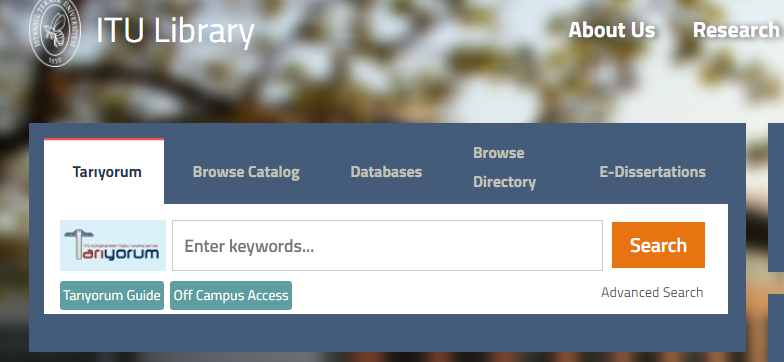 ITU Library
About Us
Research
Tarıyorum
Browse Catalog
Databases
Browse
Directory
E-Dissertations
Tarıyorum
Enter keywords...
Search
Tarıyorum Guide
Off Campus Access
Advanced Search